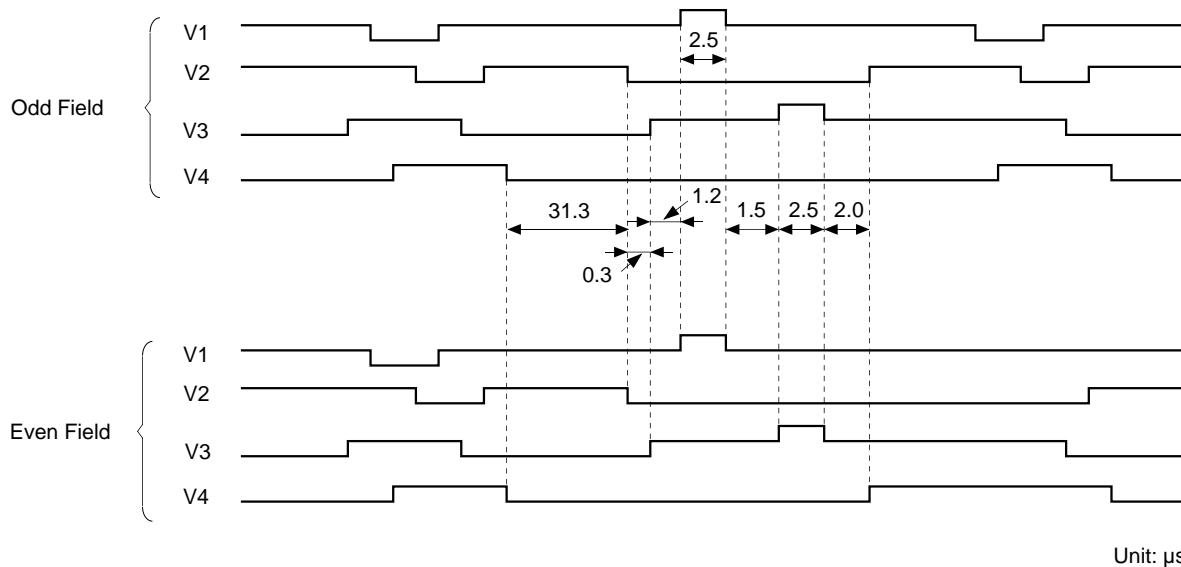 Odd Field
V1
2.5
V2
V3
V4
31.3
1.2
1.5
2.5
2.0
0.3
Even Field
V1
V2
V3
V4
Unit: μs